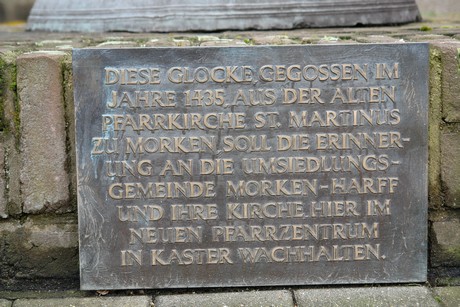 DIESE GLOCKE GEGOSSEN IM
JAHRE 1435 AUS DER ALTEN
PFARRKIRCHE ST. MARTINUS
ZU MORKEN SOLL DIE ERINNER-
UNG AN DIE UMSIEDLUNGS-
GEMEINDE MORKEN-HARFF
UND IHRE KIRCHE HIER IM
NEUEN PFARRZENTRUM
IN KASTER WACHHALTEN.